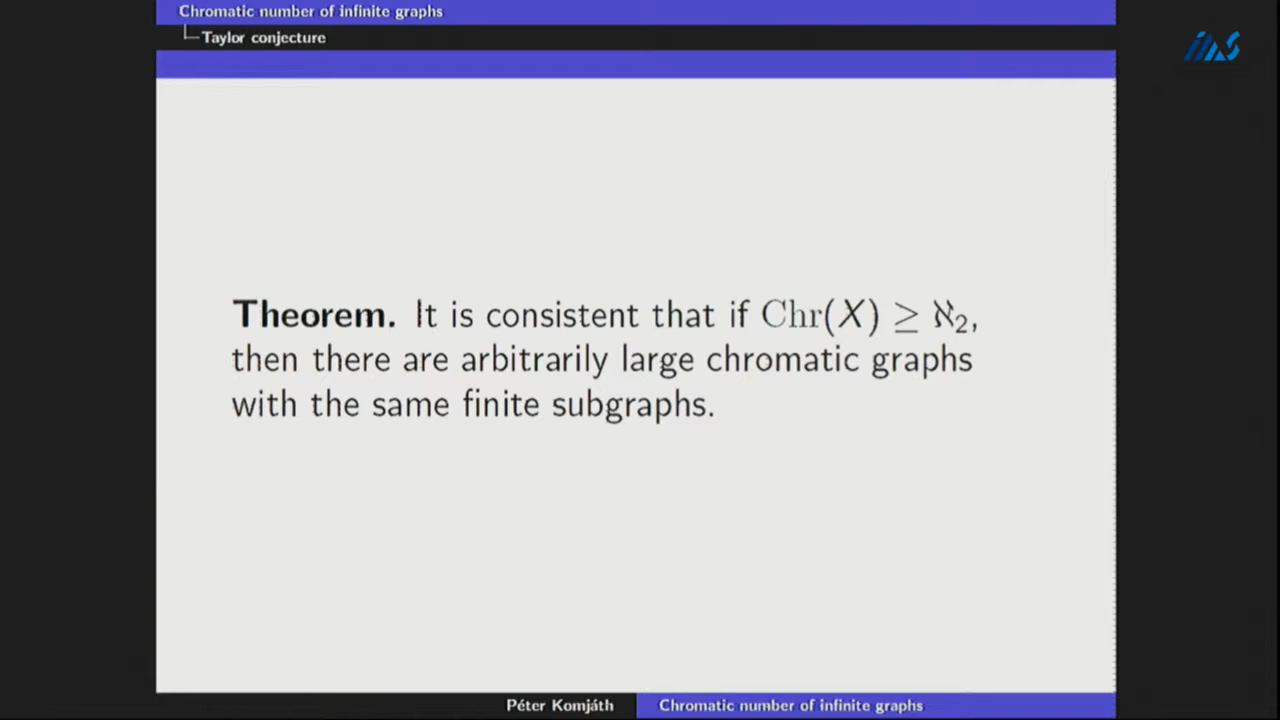 Chromatic number of infinite graphs
Taylor conjecture
Theorem. It is consistent that if Chr(X) ≥ ℵ₂,
then there are arbitrarily large chromatic graphs
with the same finite subgraphs.
Péter Komjáth
Chromatic number of infinite graphs